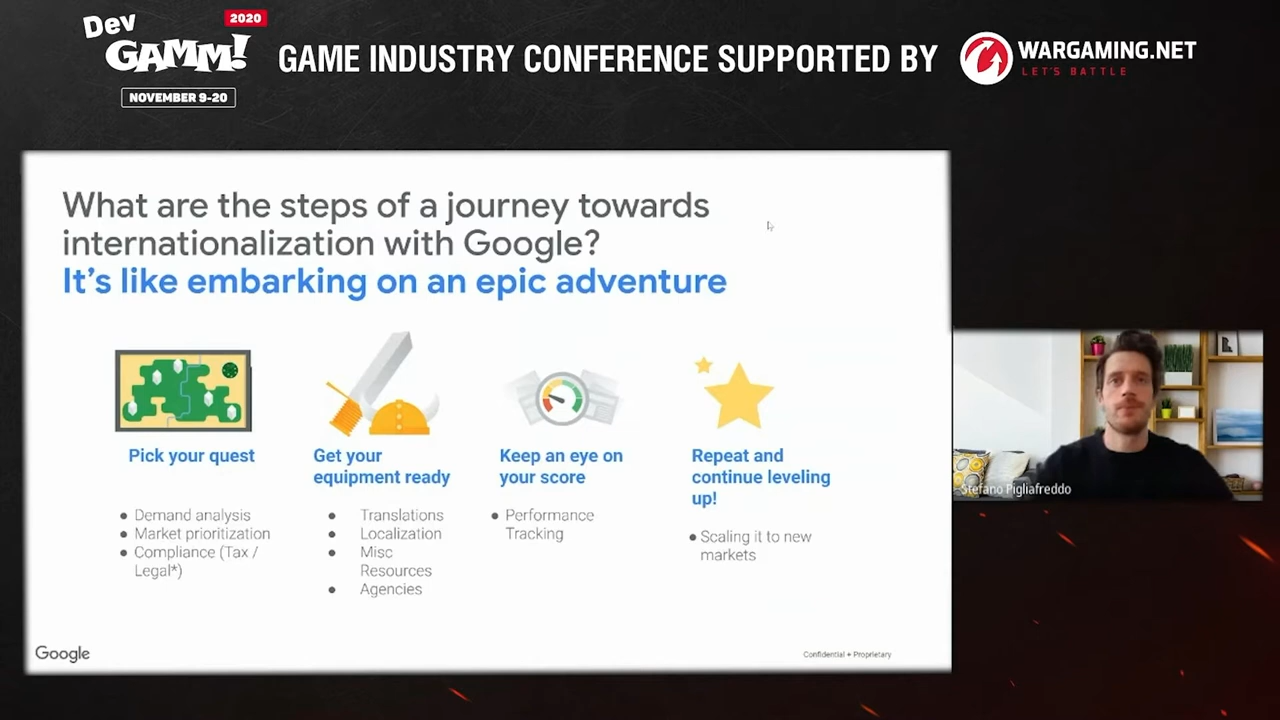 Dev
GAMM!
2020
NOVEMBER 9-20
GAME INDUSTRY CONFERENCE SUPPORTED BY
WARGAMING.NET
LET'S BATTLE
What are the steps of a journey towards
internationalization with Google?
It's like embarking on an epic adventure
Pick your quest
● Demand analysis
● Market prioritization
● Compliance (Tax /
Legal*)
Get your
equipment ready
● Translations
● Localization
● Misc
Resources
● Agencies
Keep an eye on
your score
● Performance
Tracking
Repeat and
continue leveling
up!
● Scaling it to new
markets
Google
Confidential + Proprietary
Stefano Pigliafreddo